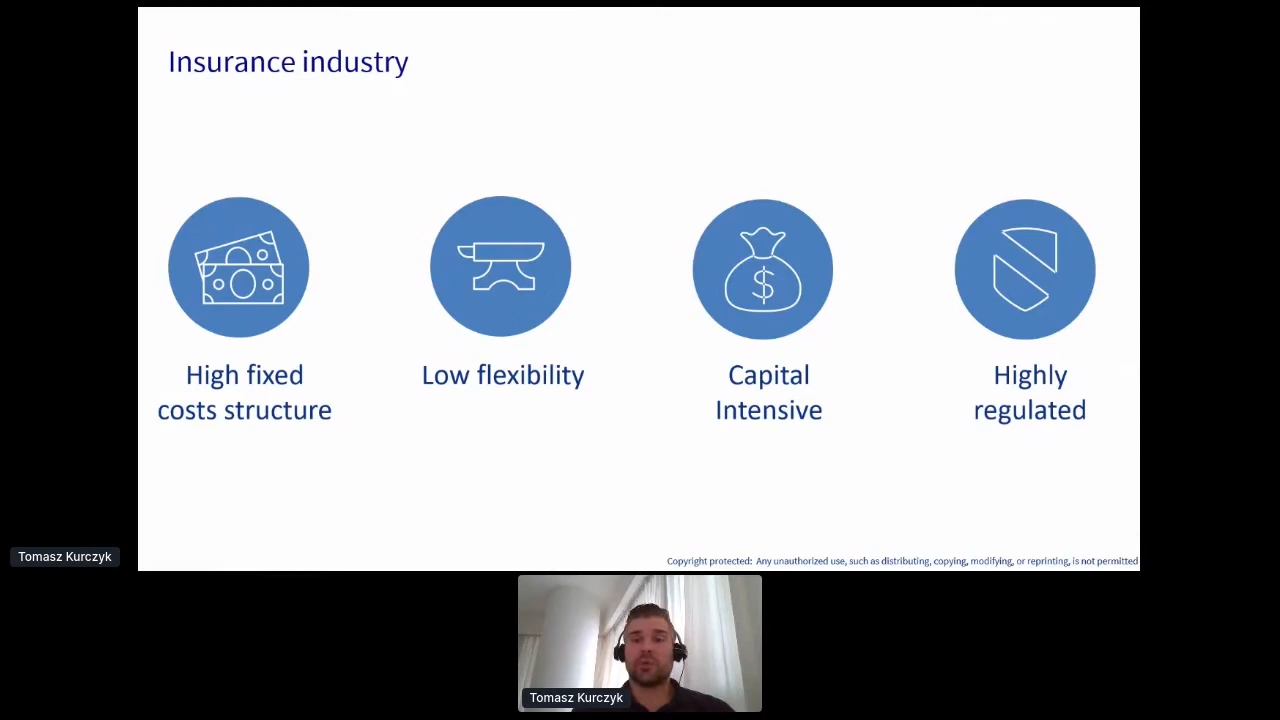 Insurance industry
High fixed
costs structure
Low flexibility
$
Capital
Intensive
Highly
regulated
Copyright protected: Any unauthorized use, such as distributing, copying, modifying, or reprinting, is not permitted
Tomasz Kurczyk
Tomasz Kurczyk